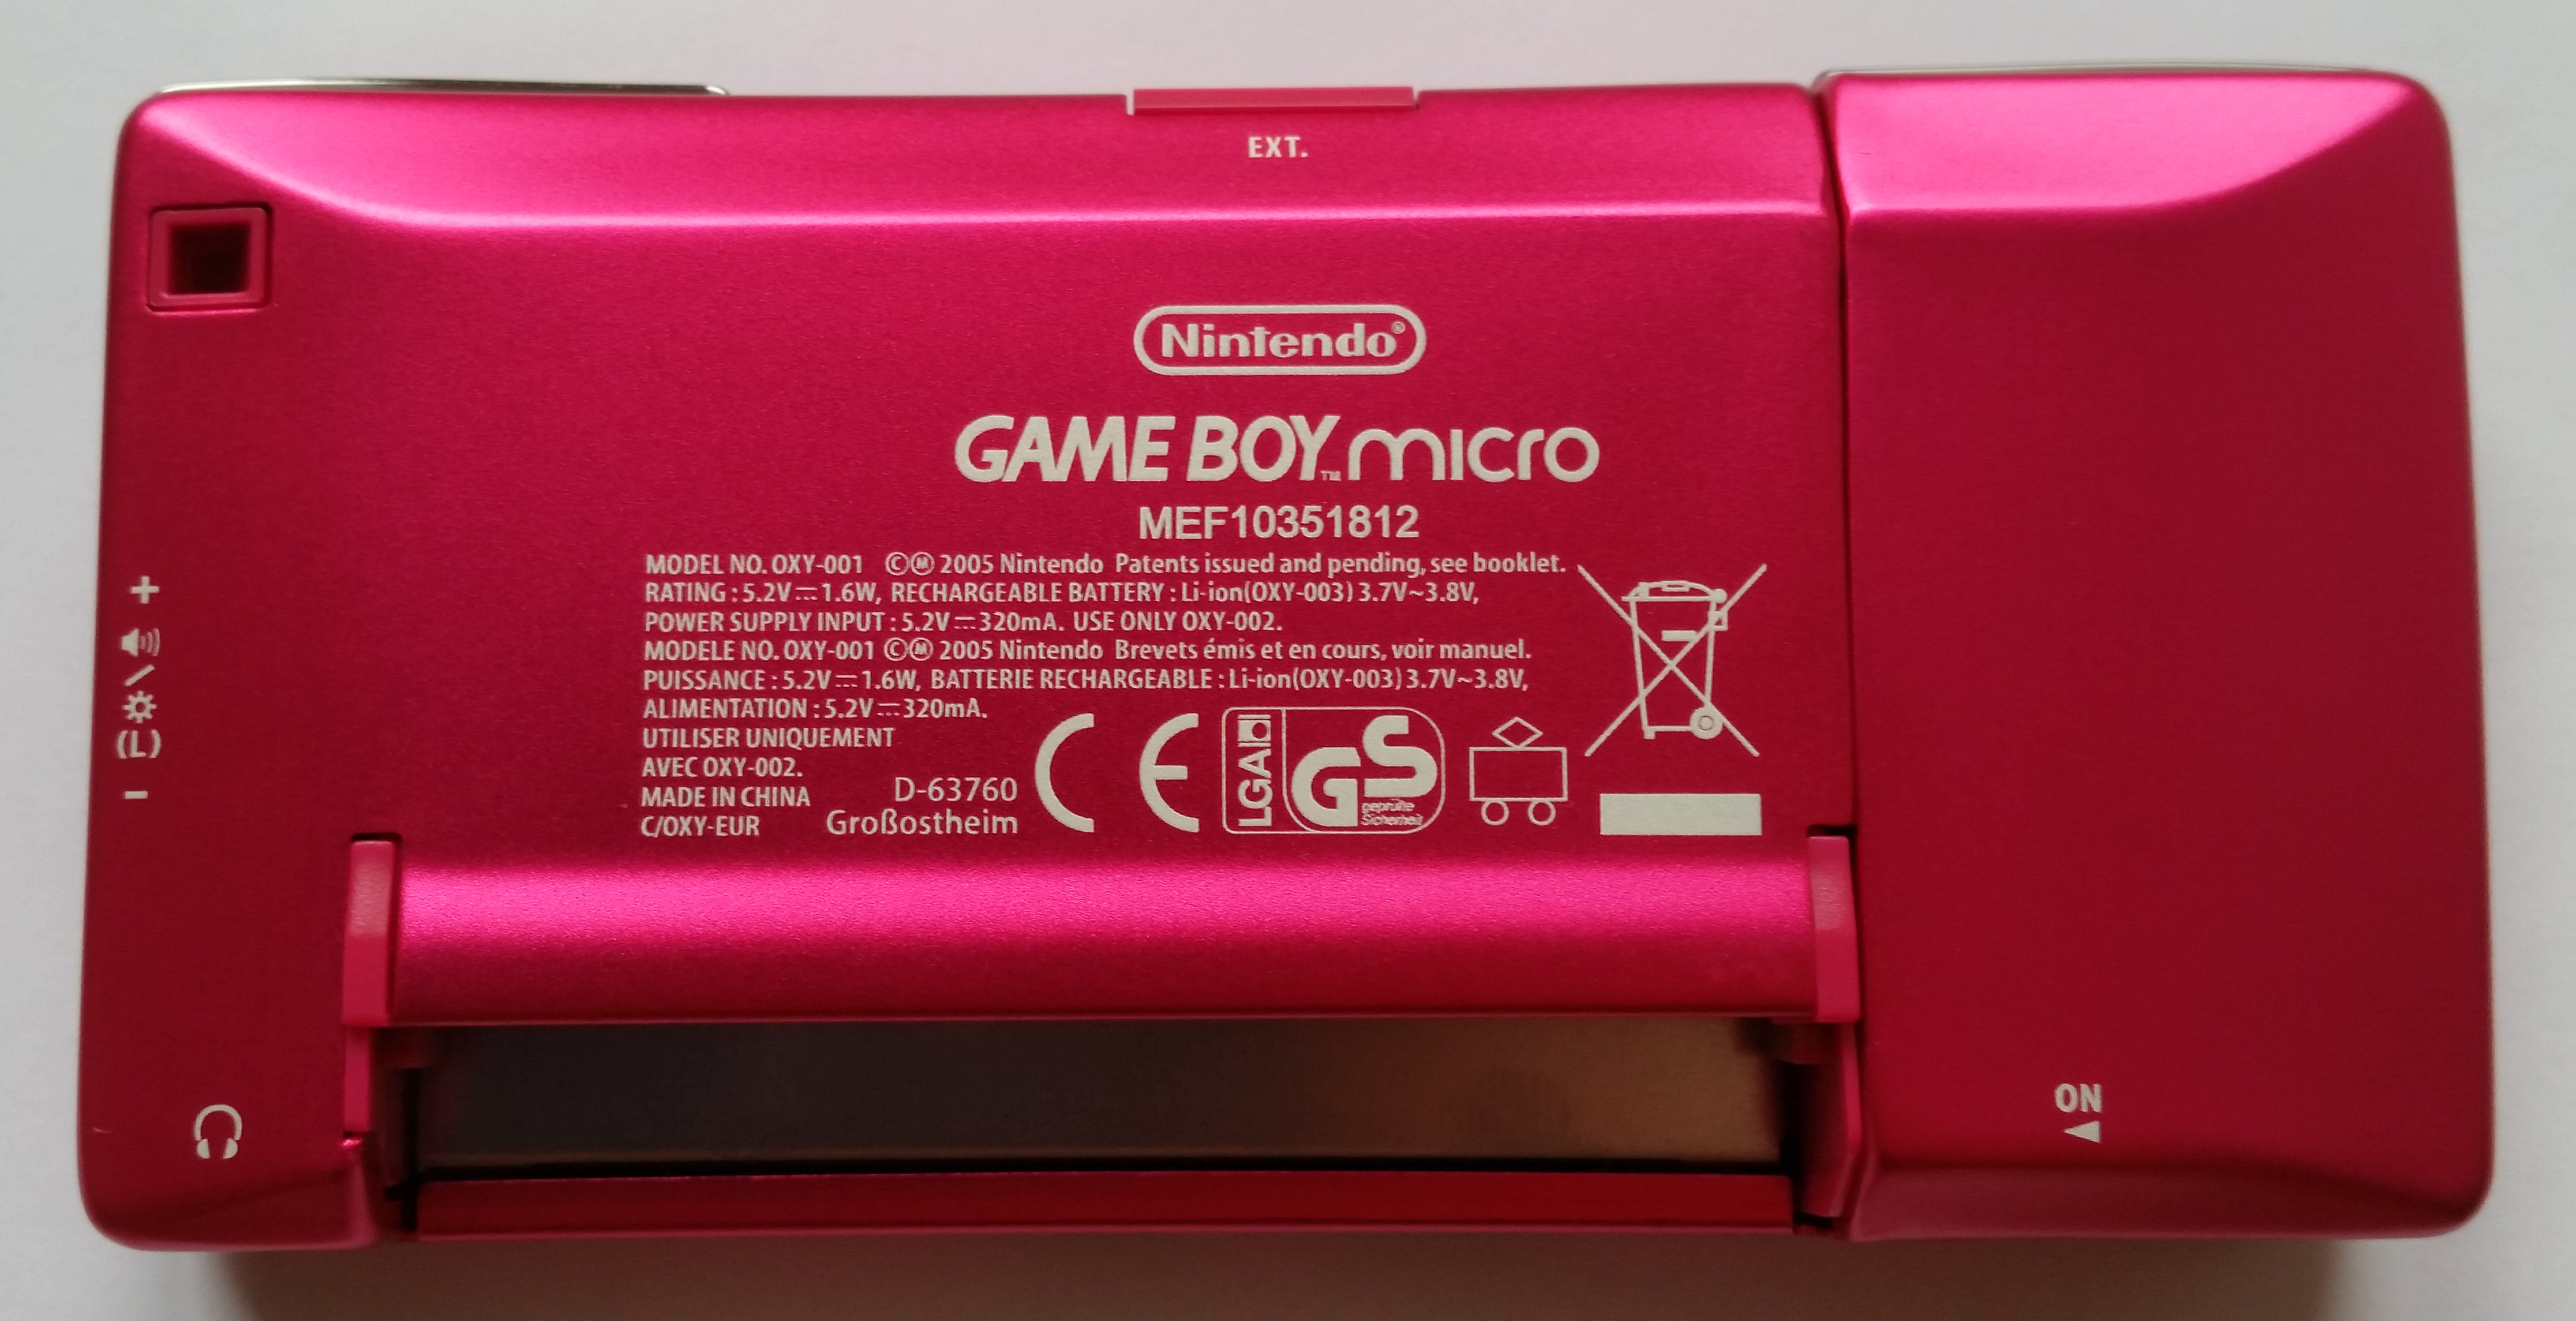 EXT.
Nintendo®
GAME BOY™ micro
MEF10351812
MODEL NO. OXY-001 ©Ⓜ 2005 Nintendo Patents issued and pending, see booklet.
RATING : 5.2V⎓1.6W, RECHARGEABLE BATTERY : Li-ion(OXY-003) 3.7V~3.8V,
POWER SUPPLY INPUT : 5.2V⎓320mA. USE ONLY OXY-002.
MODELE NO. OXY-001 ©Ⓜ 2005 Nintendo Brevets émis et en cours, voir manuel.
PUISSANCE : 5.2V⎓1.6W, BATTERIE RECHARGEABLE : Li-ion(OXY-003) 3.7V~3.8V,
ALIMENTATION : 5.2V⎓320mA.
UTILISER UNIQUEMENT
AVEC OXY-002.
MADE IN CHINA
C/OXY-EUR
D-63760
Großostheim
CE
LGA
GS
geprüfte
Sicherheit
+
/
(L)
-
ON